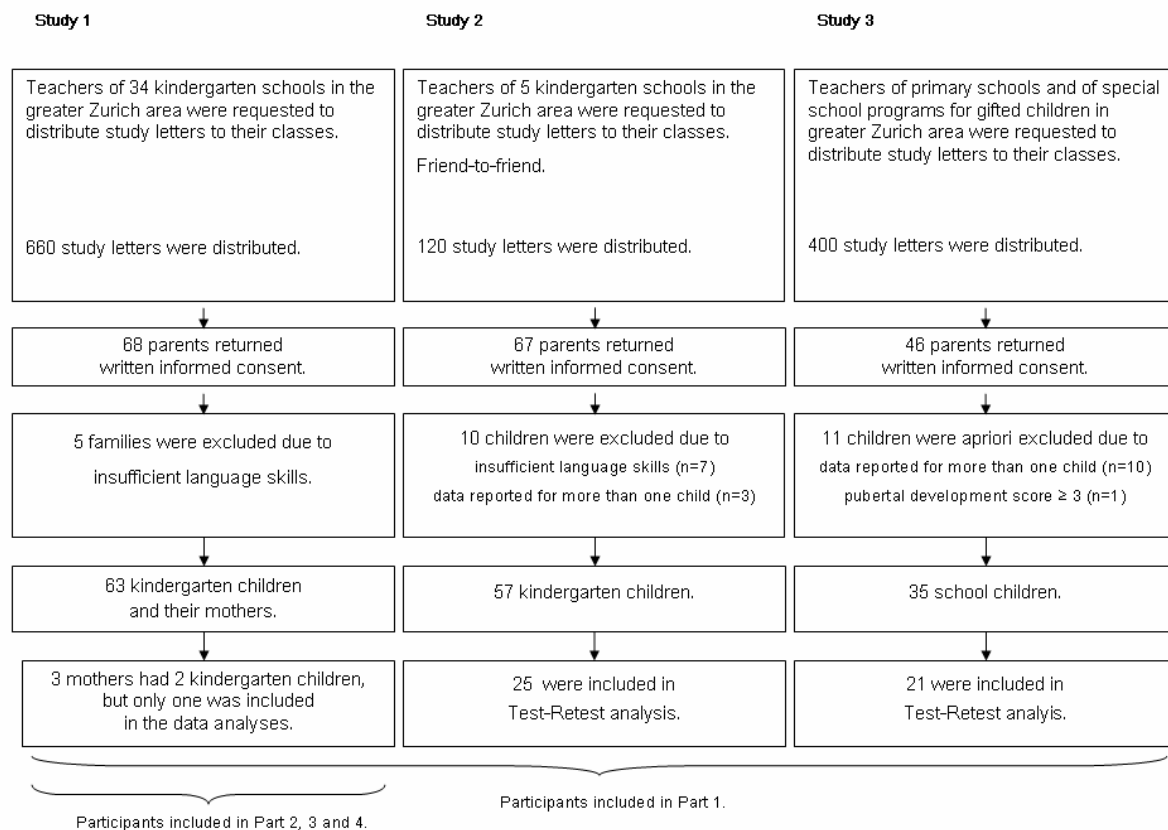 Study 1
Study 2
Study 3
Teachers of 34 kindergarten schools in the
greater Zurich area were requested to
distribute study letters to their classes.
660 study letters were distributed.
Teachers of 5 kindergarten schools in the
greater Zurich area were requested to
distribute study letters to their classes.
Friend-to-friend.
120 study letters were distributed.
Teachers of primary schools and of special
school programs for gifted children in
greater Zurich area were requested to
distribute study letters to their classes.
400 study letters were distributed.
68 parents returned
written informed consent.
67 parents returned
written informed consent.
46 parents returned
written informed consent.
5 families were excluded due to
insufficient language skills.
10 children were excluded due to
insufficient language skills (n=7)
data reported for more than one child (n=3)
11 children were apriori excluded due to
data reported for more than one child (n=10)
pubertal development score ≥ 3 (n=1)
63 kindergarten children
and their mothers.
57 kindergarten children.
35 school children.
3 mothers had 2 kindergarten children,
but only one was included
in the data analyses.
25 were included in
Test-Retest analysis.
21 were included in
Test-Retest analyis.
Participants included in Part 1.
Participants included in Part 2, 3 and 4.